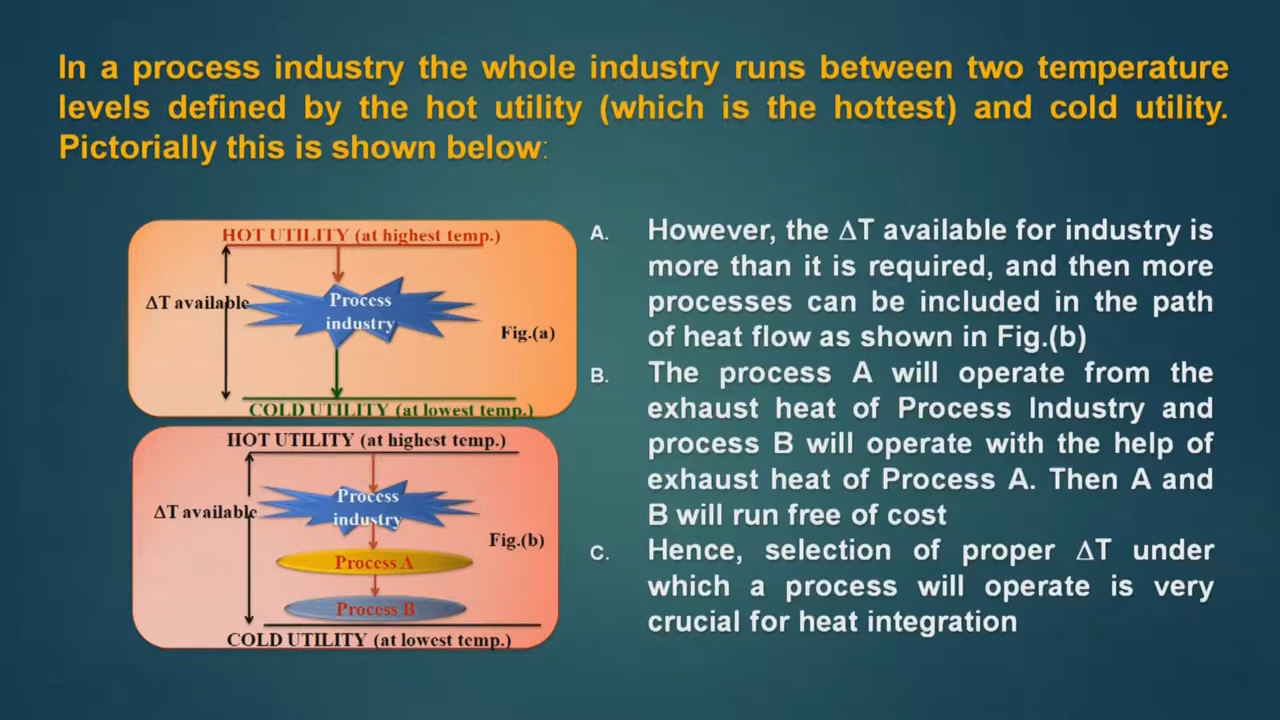 In a process industry the whole industry runs between two temperature
levels defined by the hot utility (which is the hottest) and cold utility.
Pictorially this is shown below:
HOT UTILITY (at highest temp.)
ΔT available
Process
industry
Fig.(a)
COLD UTILITY (at lowest temp.)
HOT UTILITY (at highest temp.)
Process
industry
ΔT available
Fig.(b)
Process A
Process B
COLD UTILITY (at lowest temp.)
A. However, the ΔT available for industry is
more than it is required, and then more
processes can be included in the path
of heat flow as shown in Fig.(b)
B. The process A will operate from the
exhaust heat of Process Industry and
process B will operate with the help of
exhaust heat of Process A. Then A and
B will run free of cost
C. Hence, selection of proper ΔT under
which a process will operate is very
crucial for heat integration